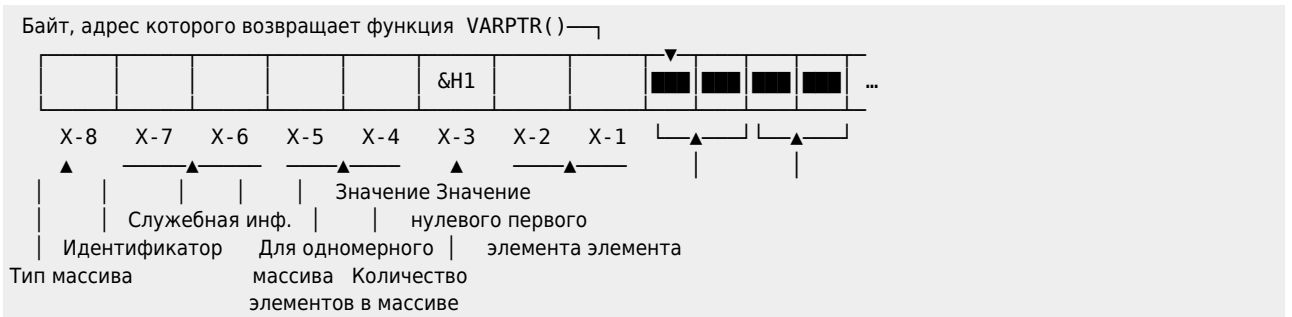 Байт, адрес которого возвращает функция VARPTR()
&H1 …
X-8 X-7 X-6 X-5 X-4 X-3 X-2 X-1
Значение Значение
Служебная инф. нулевого первого
Идентификатор Для одномерного элемента элемента
Тип массива массива Количество
элементов в массиве